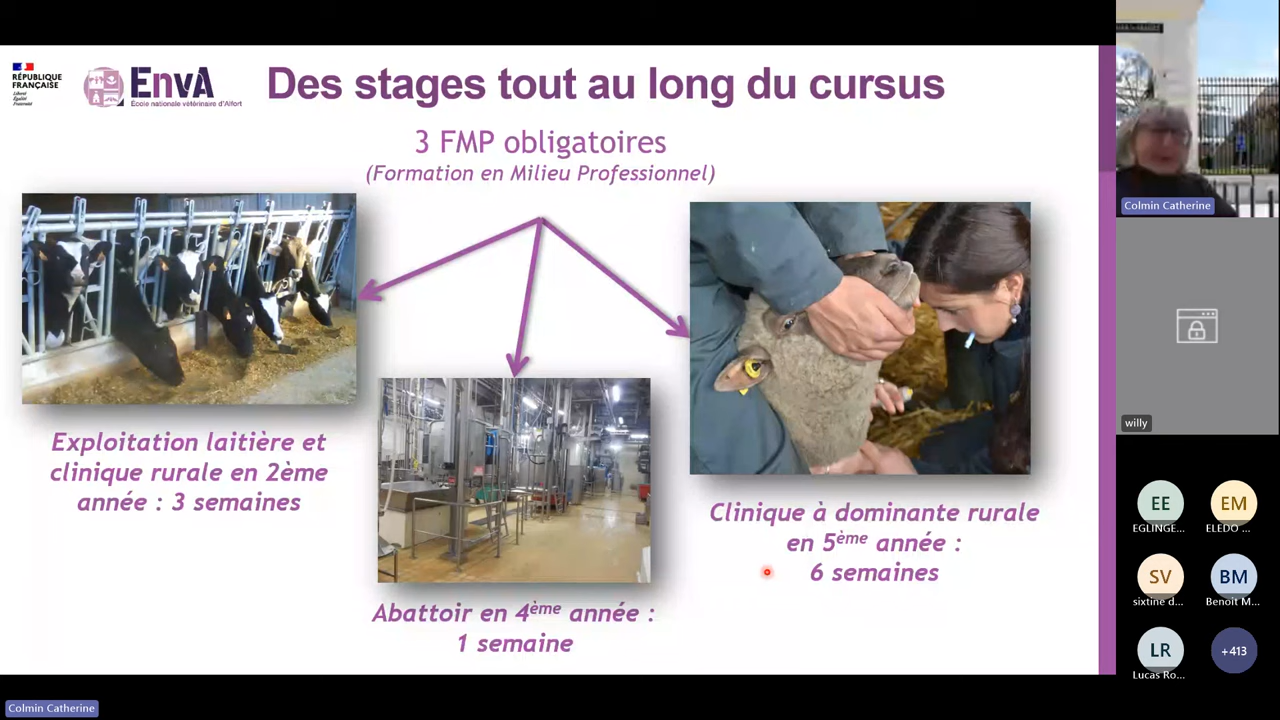 RÉPUBLIQUE
FRANÇAISE
Liberté
Égalité
Fraternité
EnvA
École nationale vétérinaire d'Alfort
Des stages tout au long du cursus
3 FMP obligatoires
(Formation en Milieu Professionnel)
Exploitation laitière et
clinique rurale en 2ème
année : 3 semaines
Abattoir en 4ème année :
1 semaine
Clinique à dominante rurale
en 5ème année :
6 semaines
Colmin Catherine
willy
EE
EGLINGE...
EM
ELEDO ...
SV
sixtine d...
BM
Benoît M...
LR
Lucas Ro...
+413
Colmin Catherine